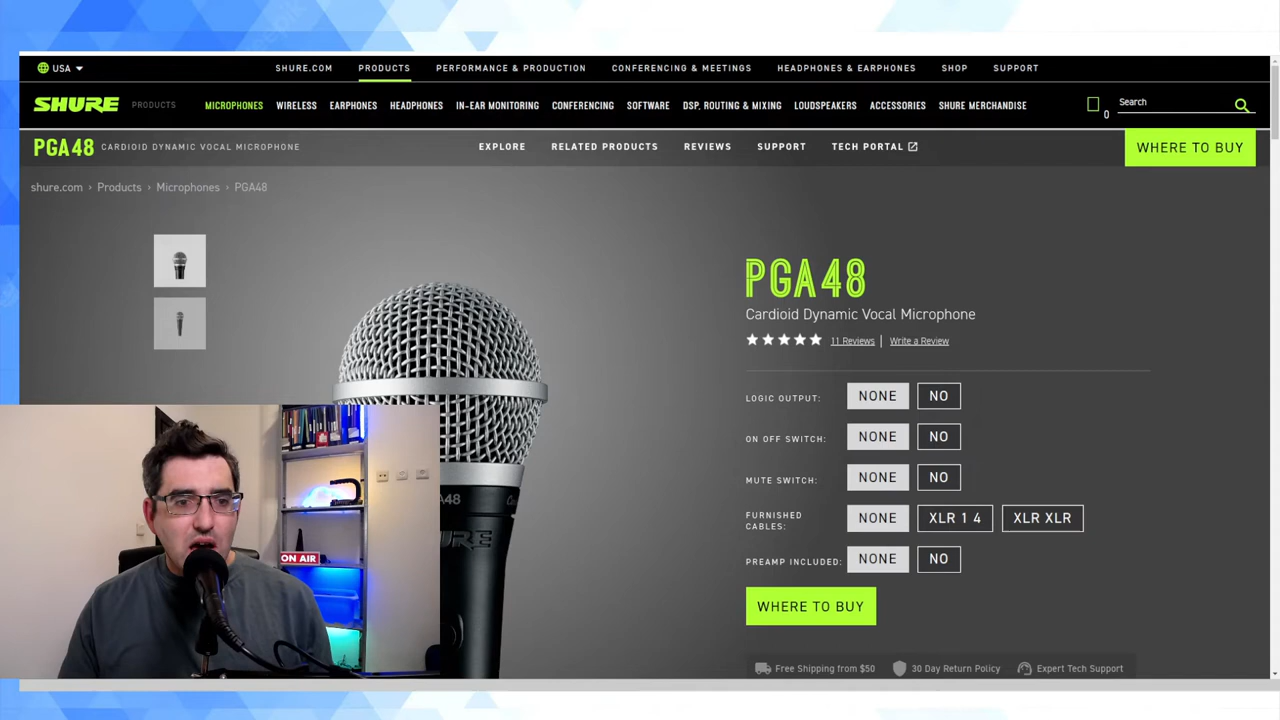 USA
SHURE.COM PRODUCTS PERFORMANCE & PRODUCTION CONFERENCING & MEETINGS HEADPHONES & EARPHONES SHOP SUPPORT
SHURE PRODUCTS MICROPHONES WIRELESS EARPHONES HEADPHONES IN-EAR MONITORING CONFERENCING SOFTWARE DSP, ROUTING & MIXING LOUDSPEAKERS ACCESSORIES SHURE MERCHANDISE 0 Search
PGA48 CARDIOID DYNAMIC VOCAL MICROPHONE EXPLORE RELATED PRODUCTS REVIEWS SUPPORT TECH PORTAL WHERE TO BUY
shure.com › Products › Microphones › PGA48
PGA48
Cardioid Dynamic Vocal Microphone
11 Reviews | Write a Review
LOGIC OUTPUT: NONE NO
ON OFF SWITCH: NONE NO
MUTE SWITCH: NONE NO
FURNISHED CABLES: NONE XLR 1 4 XLR XLR
PREAMP INCLUDED: NONE NO
WHERE TO BUY
Free Shipping from $50 30 Day Return Policy Expert Tech Support
A48
URE
ON AIR